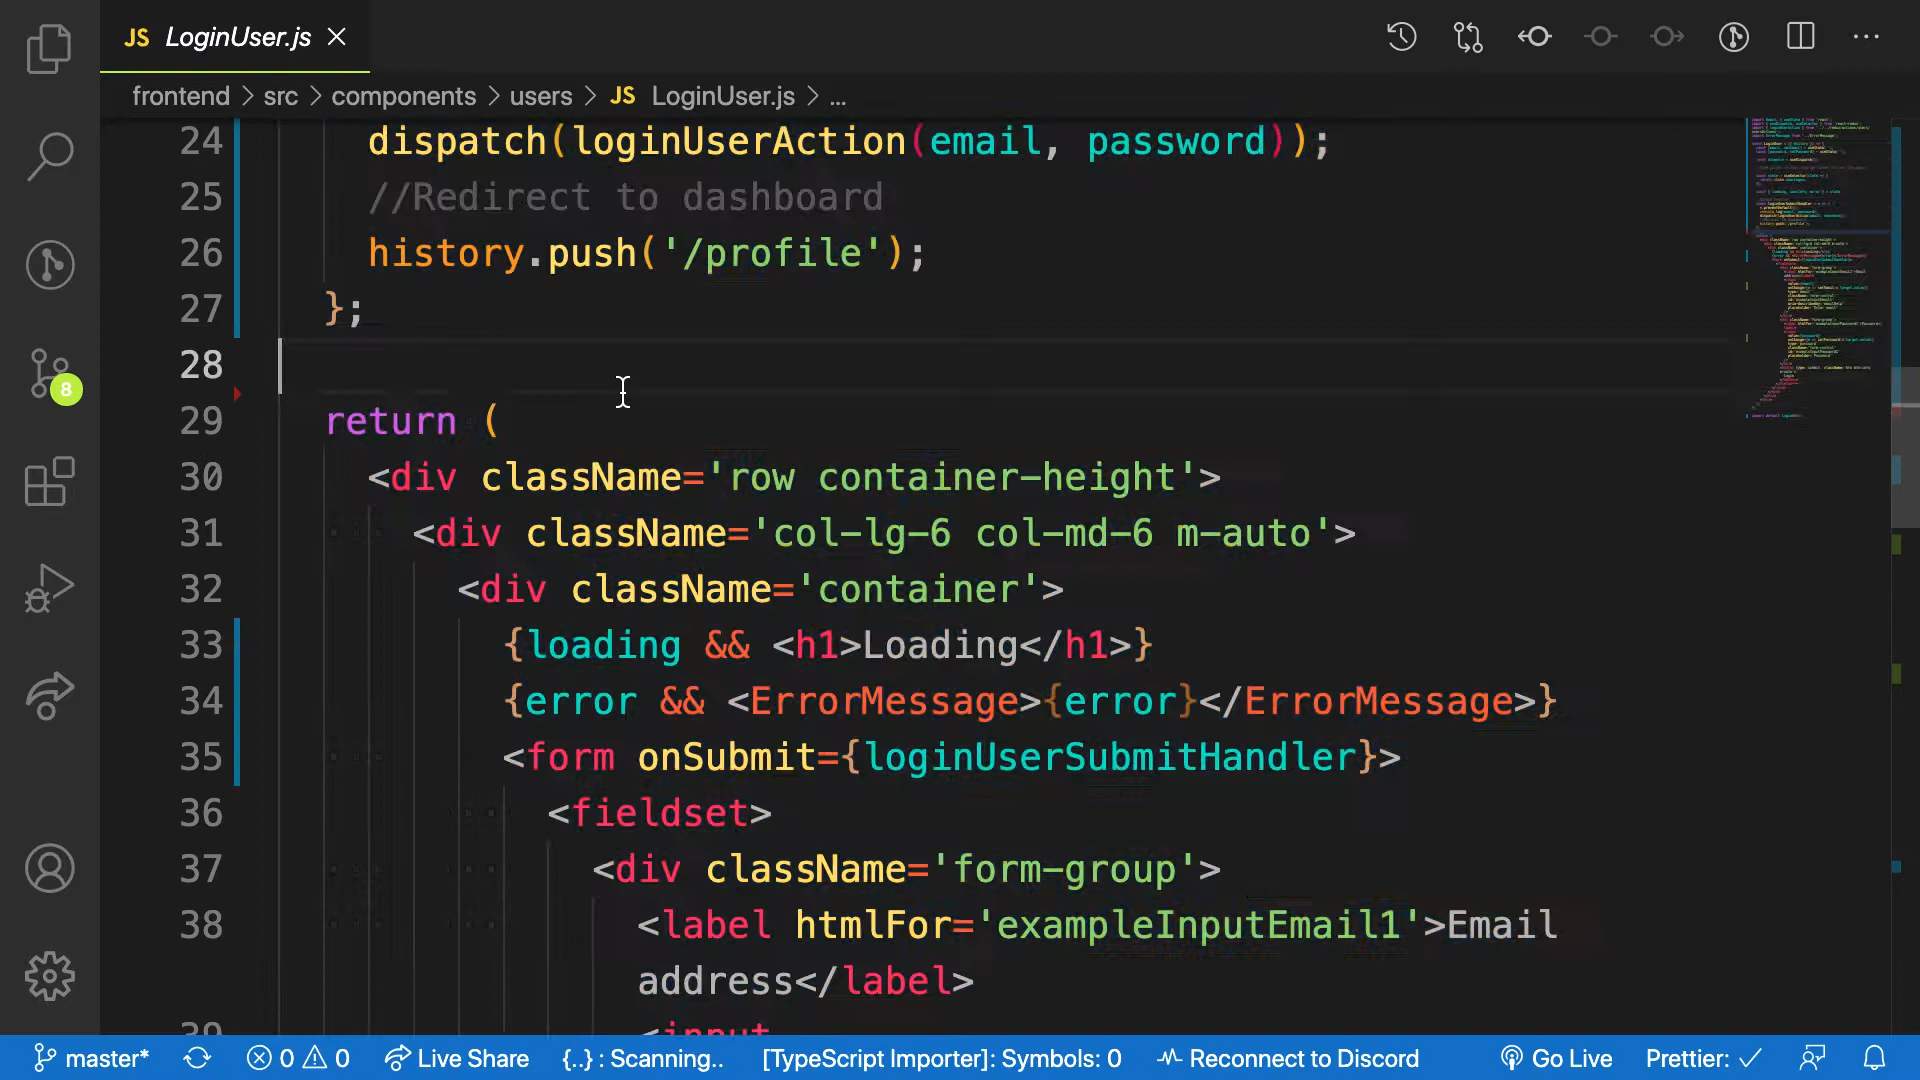 JS LoginUser.js
frontend > src > components > users > JS LoginUser.js > ...
24 dispatch(loginUserAction(email, password));
25 //Redirect to dashboard
26 history.push('/profile');
27 };
28
29 return (
30 <div className='row container-height'>
31 <div className='col-lg-6 col-md-6 m-auto'>
32 <div className='container'>
33 {loading && <h1>Loading</h1>}
34 {error && <ErrorMessage>{error}</ErrorMessage>}
35 <form onSubmit={loginUserSubmitHandler}>
36 <fieldset>
37 <div className='form-group'>
38 <label htmlFor='exampleInputEmail1'>Email
address</label>
39 <input
8
master* 0 0 Live Share {..} : Scanning.. [TypeScript Importer]: Symbols: 0 Reconnect to Discord Go Live Prettier: ✓